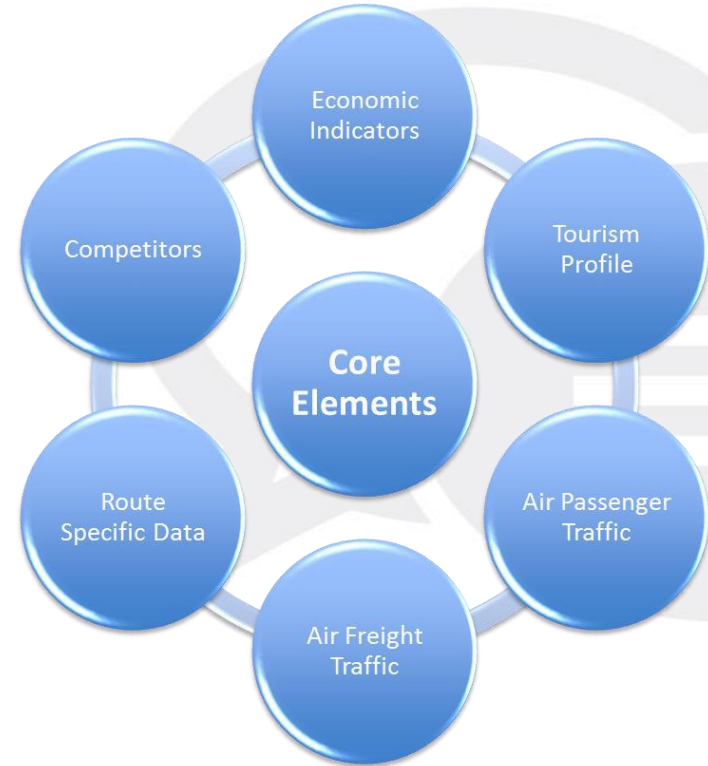 Economic
Indicators
Tourism
Profile
Air Passenger
Traffic
Air Freight
Traffic
Route
Specific Data
Competitors
Core
Elements